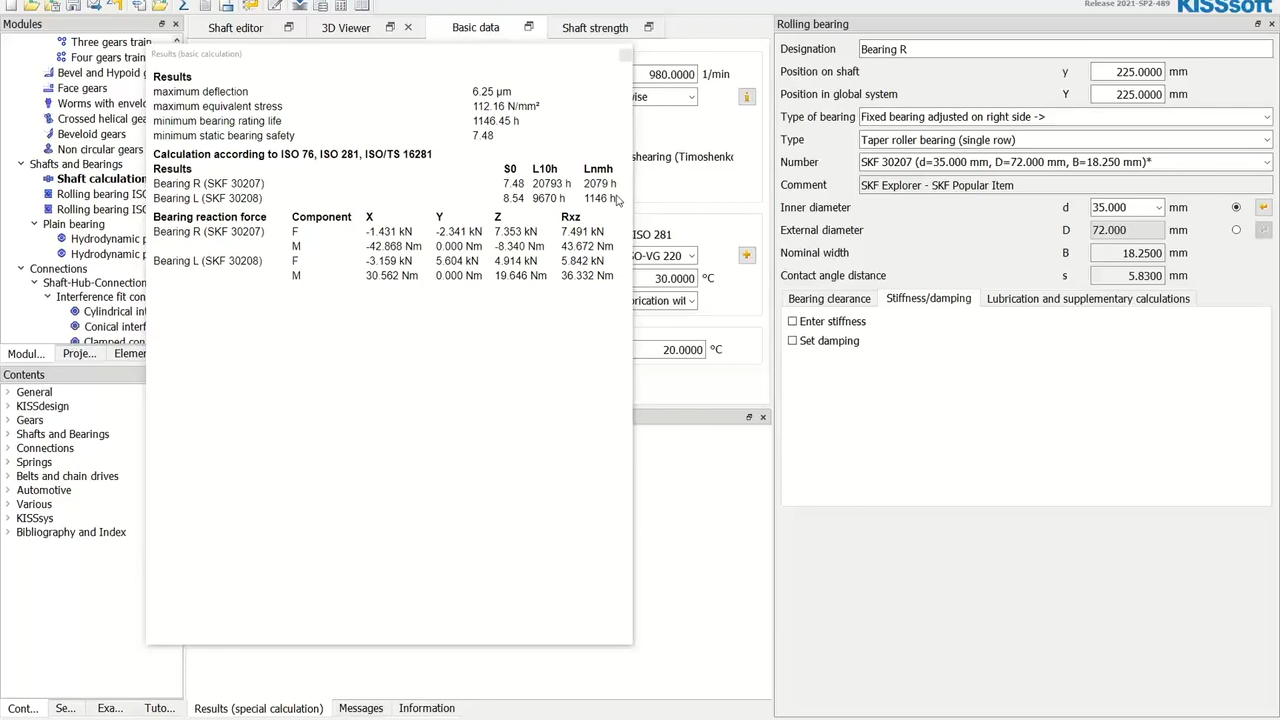 Release 2021-SP2-489
KISSsoft
Modules
Three gears train
Four gears train
Bevel and Hypoid g
Face gears
Worms with envelo
Crossed helical gea
Beveloid gears
Non circular gears
Shafts and Bearings
Shaft calculation
Rolling bearing ISO
Rolling bearing ISO
Plain bearing
Hydrodynamic p
Hydrodynamic p
Connections
Shaft-Hub-Connection
Interference fit con
Cylindrical int
Conical interf
Clamped con
Modul...
Proje...
Elemen
Contents
General
KISSdesign
Gears
Shafts and Bearings
Connections
Springs
Belts and chain drives
Automotive
Various
KISSsys
Bibliography and Index
Cont...
Se...
Exa...
Tuto...
Shaft editor
3D Viewer
Basic data
Shaft strength
980.0000 1/min
wise
shearing (Timoshenko
ISO 281
SO-VG 220
30.0000 °C
brication wit
20.0000 °C
Results (basic calculation)
Results
maximum deflection 6.25 µm
maximum equivalent stress 112.16 N/mm²
minimum bearing rating life 1146.45 h
minimum static bearing safety 7.48
Calculation according to ISO 76, ISO 281, ISO/TS 16281
Results S0 L10h Lnmh
Bearing R (SKF 30207) 7.48 20793 h 2079 h
Bearing L (SKF 30208) 8.54 9670 h 1146 h
Bearing reaction force Component X Y Z Rxz
Bearing R (SKF 30207) F -1.431 kN -2.341 kN 7.353 kN 7.491 kN
M -42.868 Nm 0.000 Nm -8.340 Nm 43.672 Nm
Bearing L (SKF 30208) F -3.159 kN 5.604 kN 4.914 kN 5.842 kN
M 30.562 Nm 0.000 Nm 19.646 Nm 36.332 Nm
Results (special calculation)
Messages
Information
Rolling bearing
Designation Bearing R
Position on shaft y 225.0000 mm
Position in global system Y 225.0000 mm
Type of bearing Fixed bearing adjusted on right side ->
Type Taper roller bearing (single row)
Number SKF 30207 (d=35.000 mm, D=72.000 mm, B=18.250 mm)*
Comment SKF Explorer - SKF Popular Item
Inner diameter d 35.000 mm
External diameter D 72.000 mm
Nominal width B 18.2500 mm
Contact angle distance s 5.8300 mm
Bearing clearance
Stiffness/damping
Lubrication and supplementary calculations
Enter stiffness
Set damping